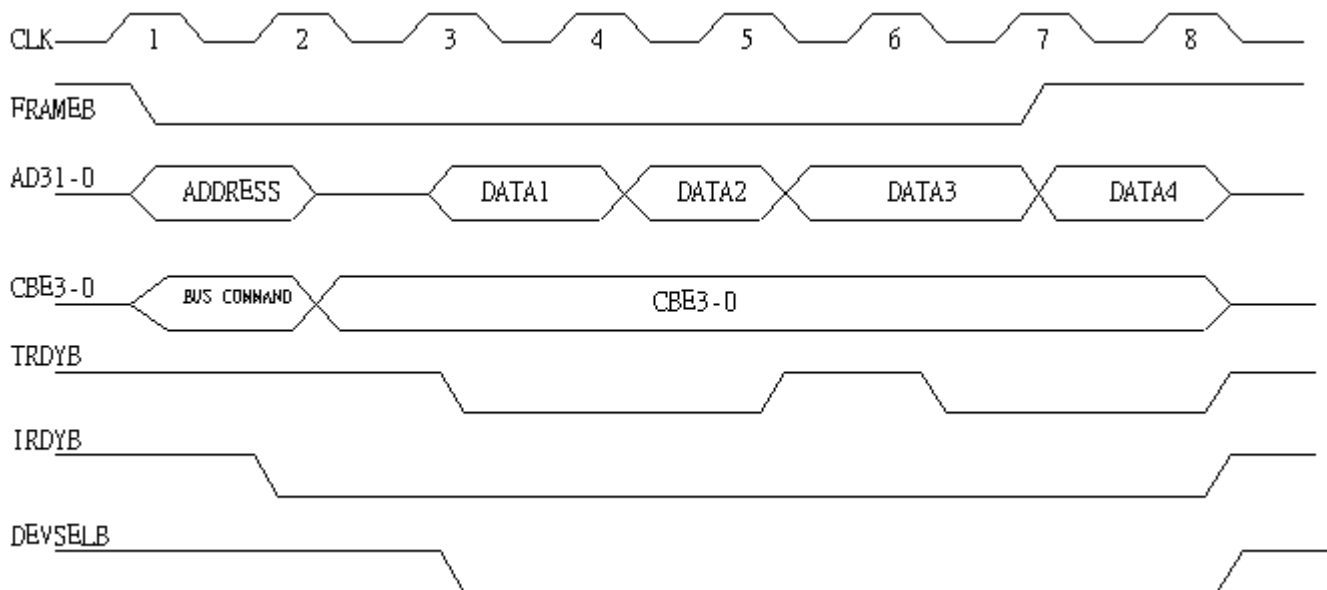 CLK 1 2 3 4 5 6 7 8
FRAMEB
AD31-0 ADDRESS DATA1 DATA2 DATA3 DATA4
CBE3-0 BUS COMMAND CBE3-0
TRDYB
IRDYB
DEVSELB